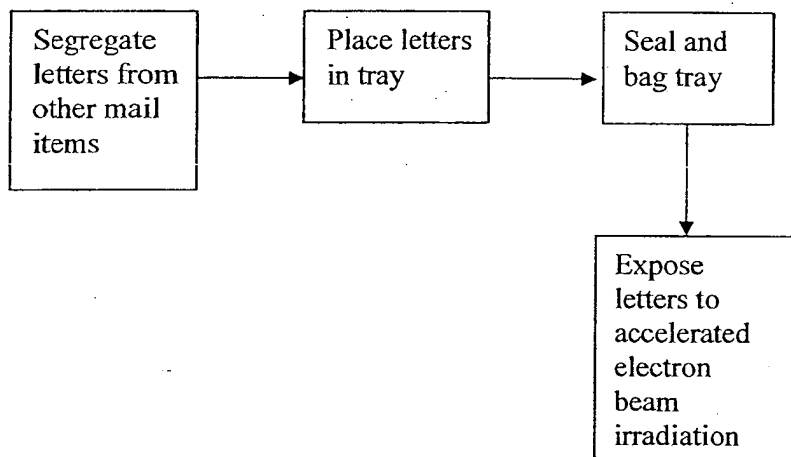 Segregate
letters from
other mail
items
Place letters
in tray
Seal and
bag tray
Expose
letters to
accelerated
electron
beam
irradiation